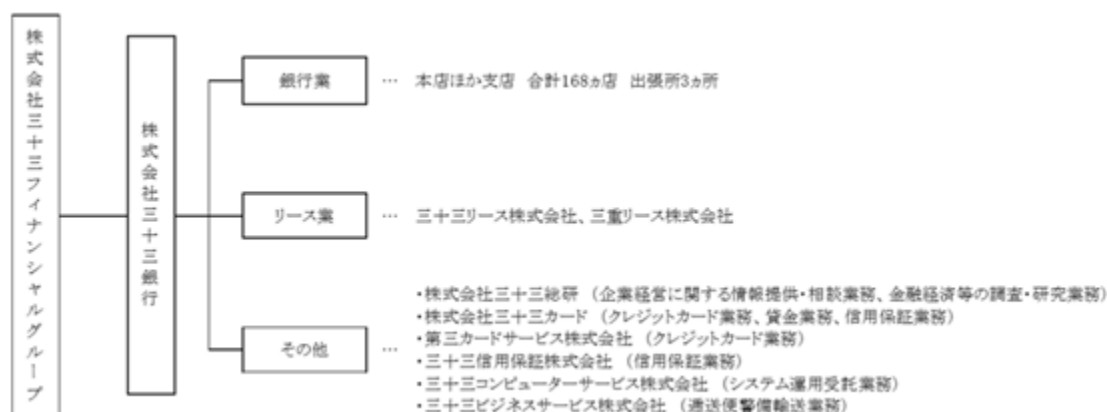 株式会社三十三フィナンシャルグループ
株式会社三十三銀行
銀行業 … 本店ほか支店 合計168ヵ店 出張所3ヵ所
リース業 … 三十三リース株式会社、三重リース株式会社
その他 …
・株式会社三十三総研 (企業経営に関する情報提供・相談業務、金融経済等の調査・研究業務)
・株式会社三十三カード (クレジットカード業務、貸金業務、信用保証業務)
・第三カードサービス株式会社 (クレジットカード業務)
・三十三信用保証株式会社 (信用保証業務)
・三十三コンピューターサービス株式会社 (システム運用受託業務)
・三十三ビジネスサービス株式会社 (逓送便警備輸送業務)